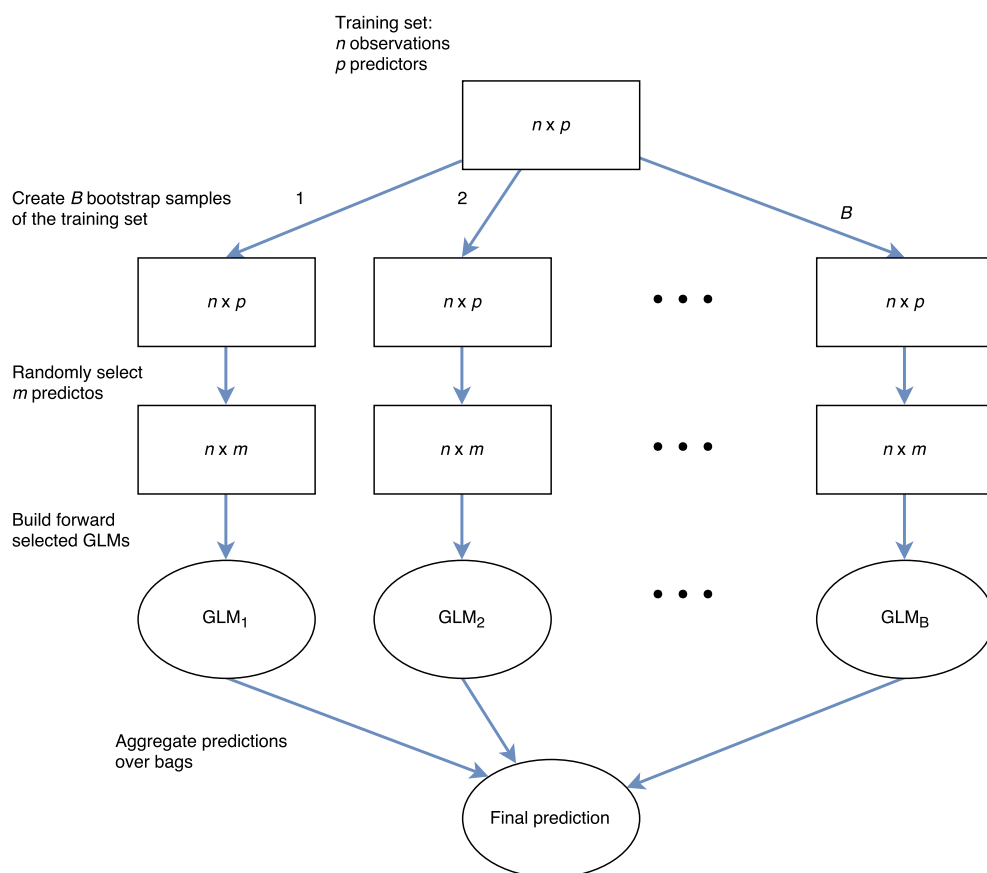 Training set:
n observations
p predictors
n x p
Create B bootstrap samples
of the training set
1
2
B
n x p
n x p
n x p
Randomly select
m predictos
n x m
n x m
n x m
Build forward
selected GLMs
GLM1
GLM2
GLMB
Aggregate predictions
over bags
Final prediction